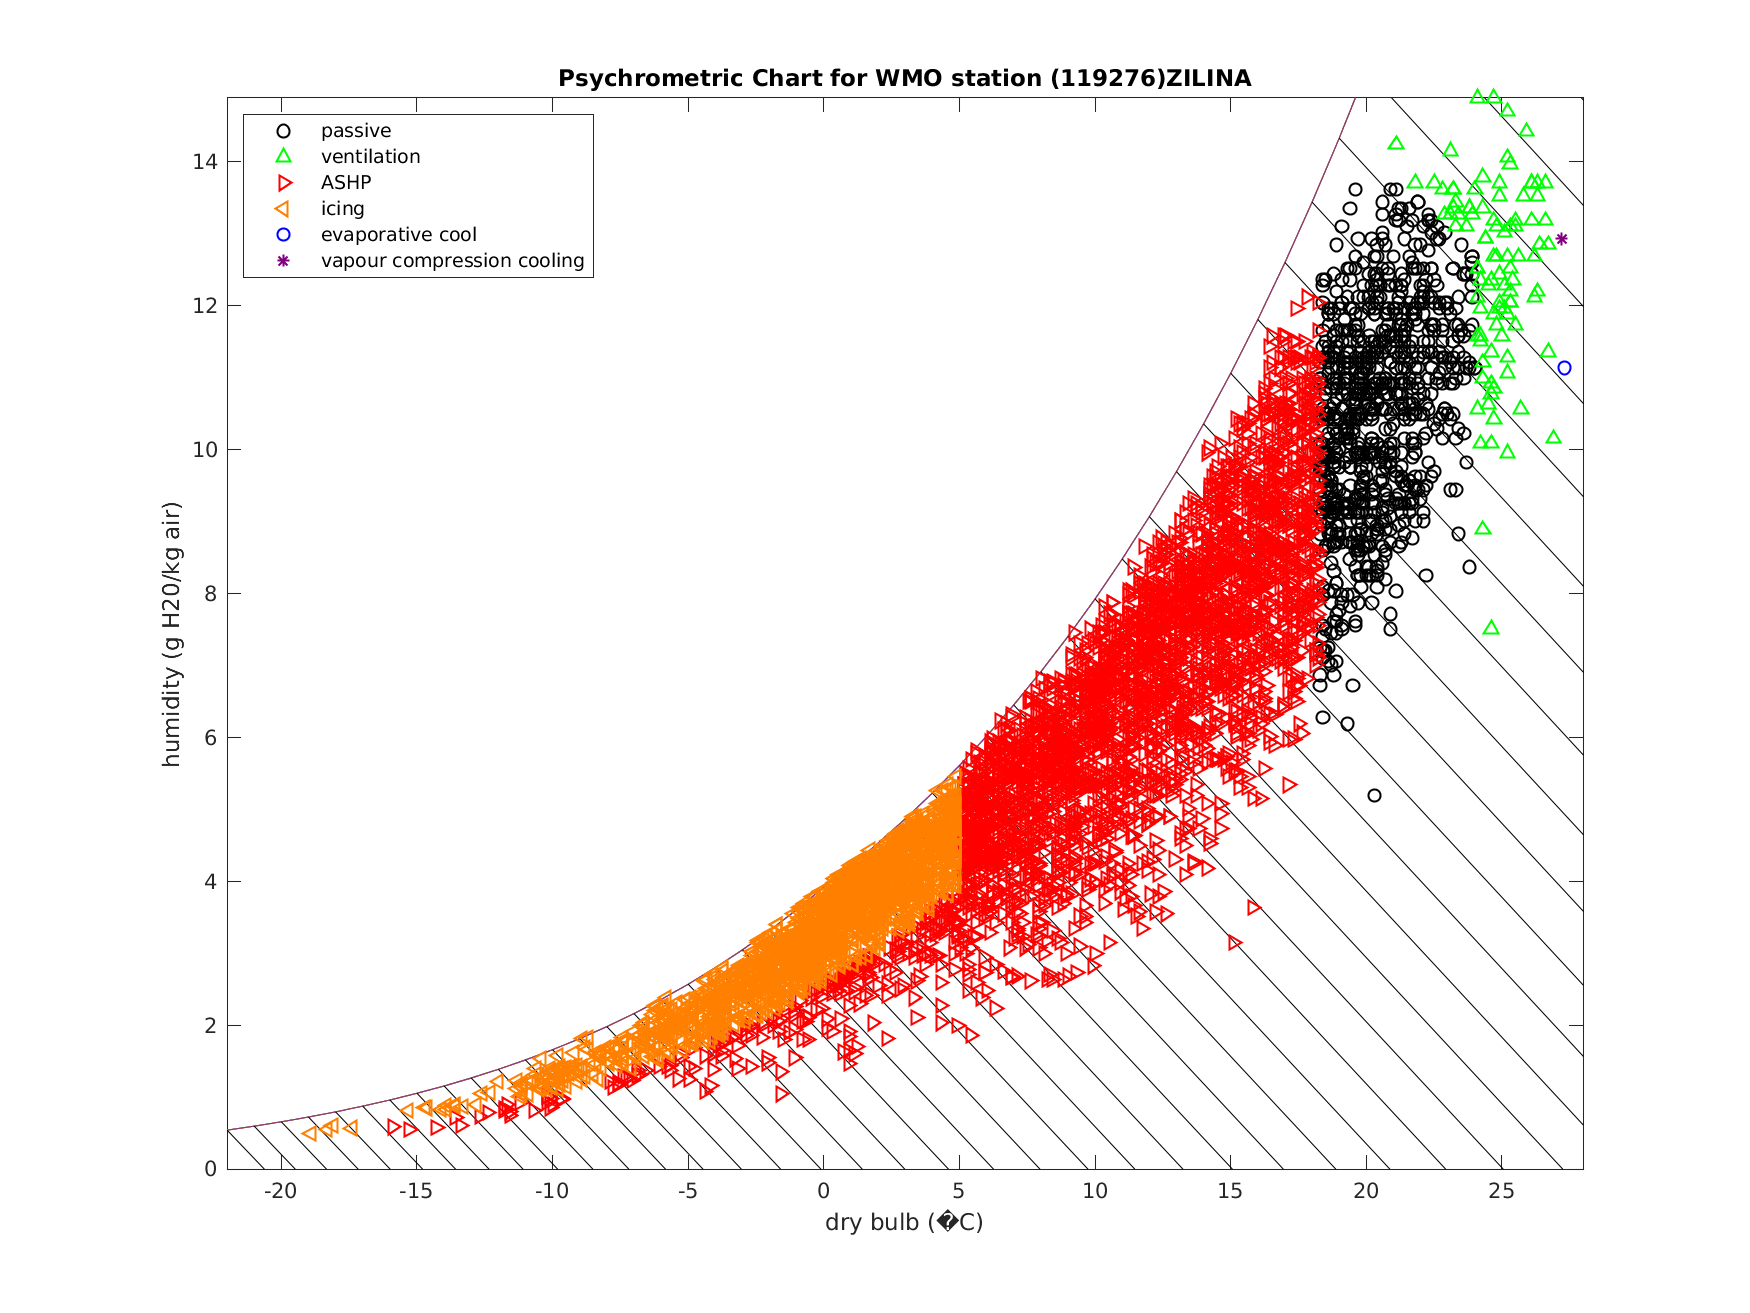 Psychrometric Chart for WMO station (119276)ZILINA
passive
ventilation
ASHP
icing
evaporative cool
vapour compression cooling
humidity (g H20/kg air)
14
12
10
8
6
4
2
0
-20 -15 -10 -5 0 5 10 15 20 25
dry bulb (�C)